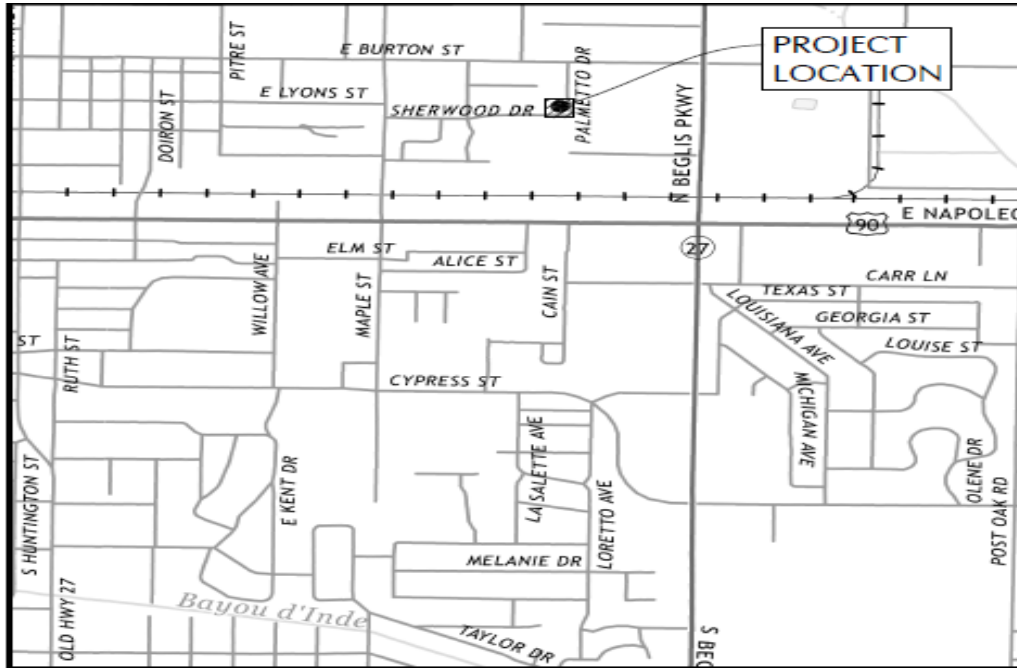 PROJECT
LOCATION
E BURTON ST
PITRE ST
PALMETTO DR
E LYONS ST
SHERWOOD DR
DOIRON ST
N BEGLIS PKWY
E NAPOLEO
90
27
ELM ST
ALICE ST
WILLOW AVE
MAPLE ST
CAIN ST
CARR LN
TEXAS ST
LOUISIANA AVE
GEORGIA ST
LOUISE ST
ST
RUTH ST
CYPRESS ST
MICHIGAN AVE
LA SALETTE AVE
LORETTO AVE
OLENE DR
POST OAK RD
S HUNTINGTON ST
E KENT DR
MELANIE DR
Bayou d'Inde
OLD HWY 27
TAYLOR DR
S BEG